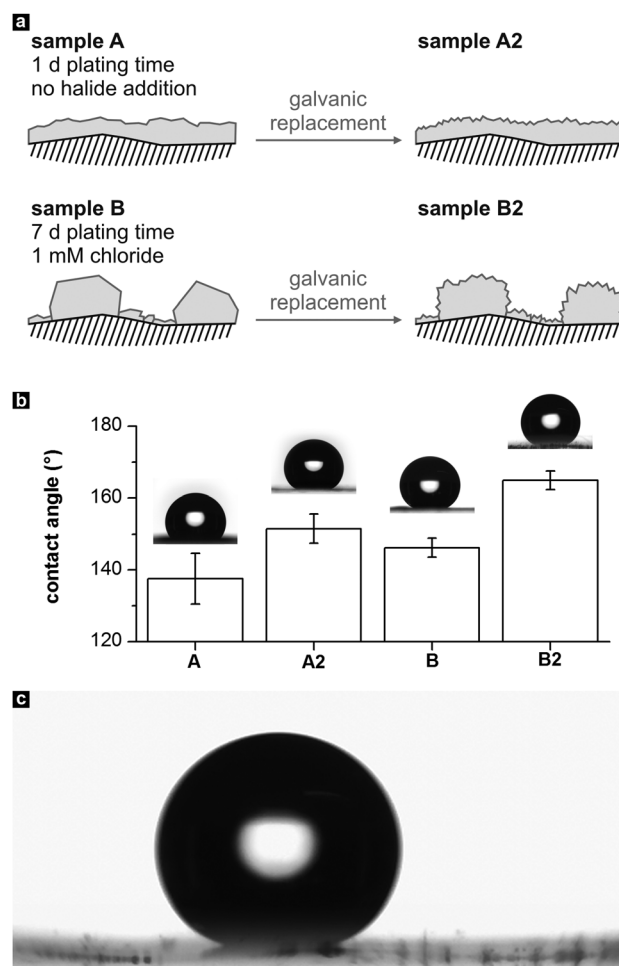 a
sample A
1 d plating time
no halide addition
galvanic
replacement
sample A2
sample B
7 d plating time
1 mM chloride
galvanic
replacement
sample B2
b
contact angle (°)
180
160
140
120
A
A2
B
B2
c